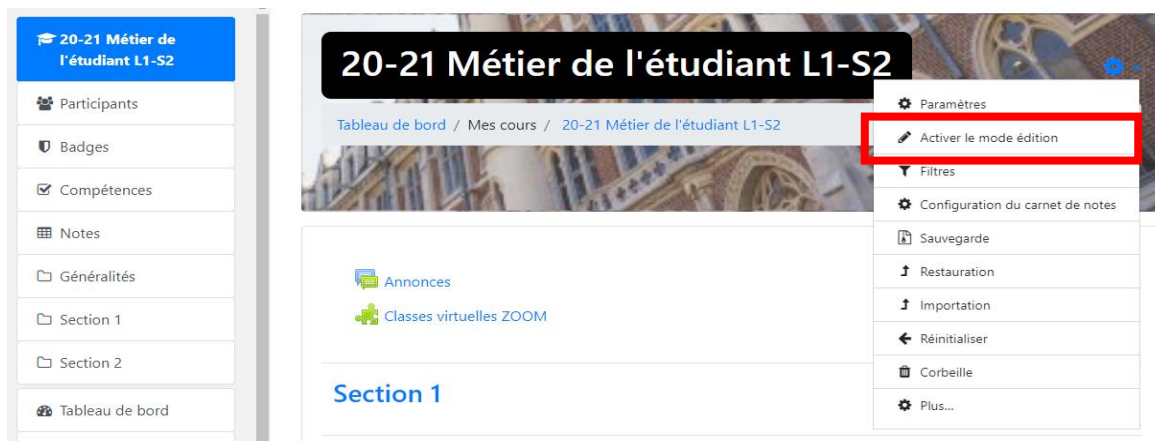 20-21 Métier de
l'étudiant L1-S2
Participants
Badges
Compétences
Notes
Généralités
Section 1
Section 2
Tableau de bord
20-21 Métier de l'étudiant L1-S2
Tableau de bord / Mes cours / 20-21 Métier de l'étudiant L1-S2
Paramètres
Activer le mode édition
Filtres
Configuration du carnet de notes
Sauvegarde
Restauration
Importation
Réinitialiser
Corbeille
Plus...
Annonces
Classes virtuelles ZOOM
Section 1